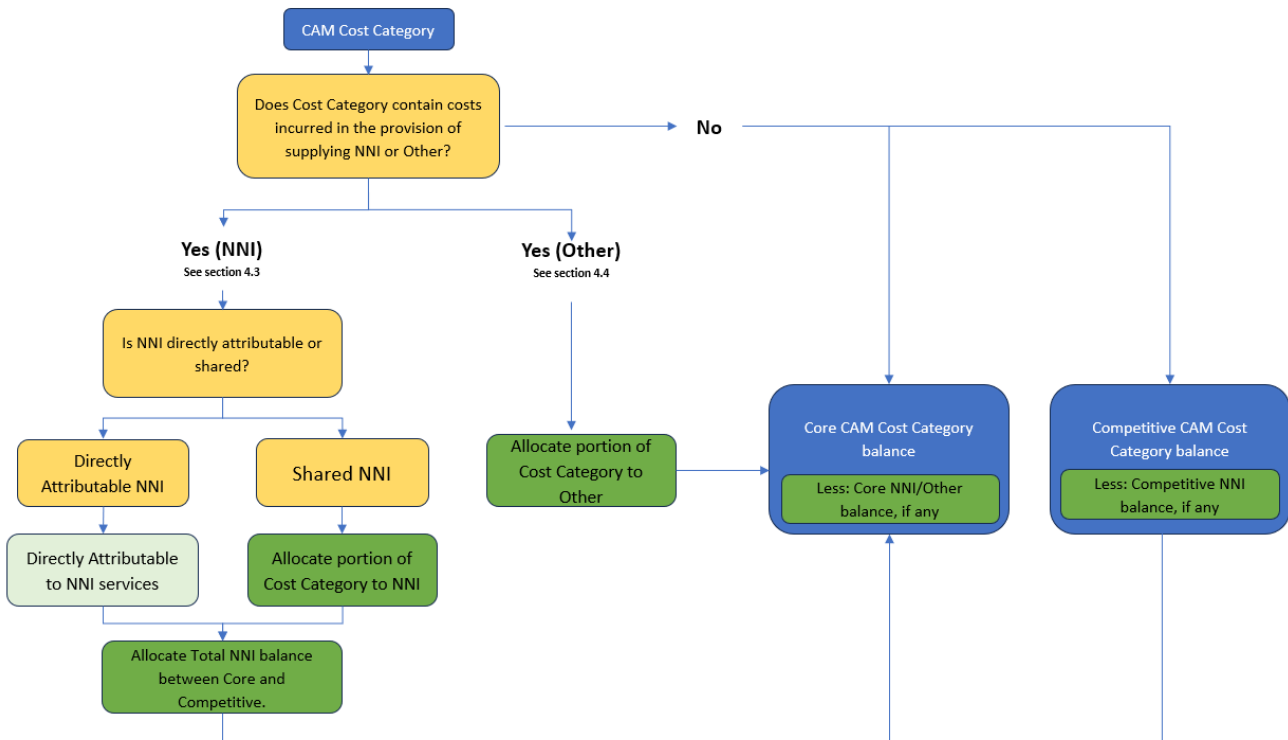 CAM Cost Category
Does Cost Category contain costs
incurred in the provision of
supplying NNI or Other?
No
Yes (NNI)
See section 4.3
Yes (Other)
See section 4.4
Is NNI directly attributable or
shared?
Directly
Attributable NNI
Shared NNI
Allocate portion of
Cost Category to
Other
Core CAM Cost Category
balance
Less: Core NNI/Other
balance, if any
Competitive CAM Cost
Category balance
Less: Competitive NNI
balance, if any
Directly Attributable
to NNI services
Allocate portion of
Cost Category to NNI
Allocate Total NNI balance
between Core and
Competitive.